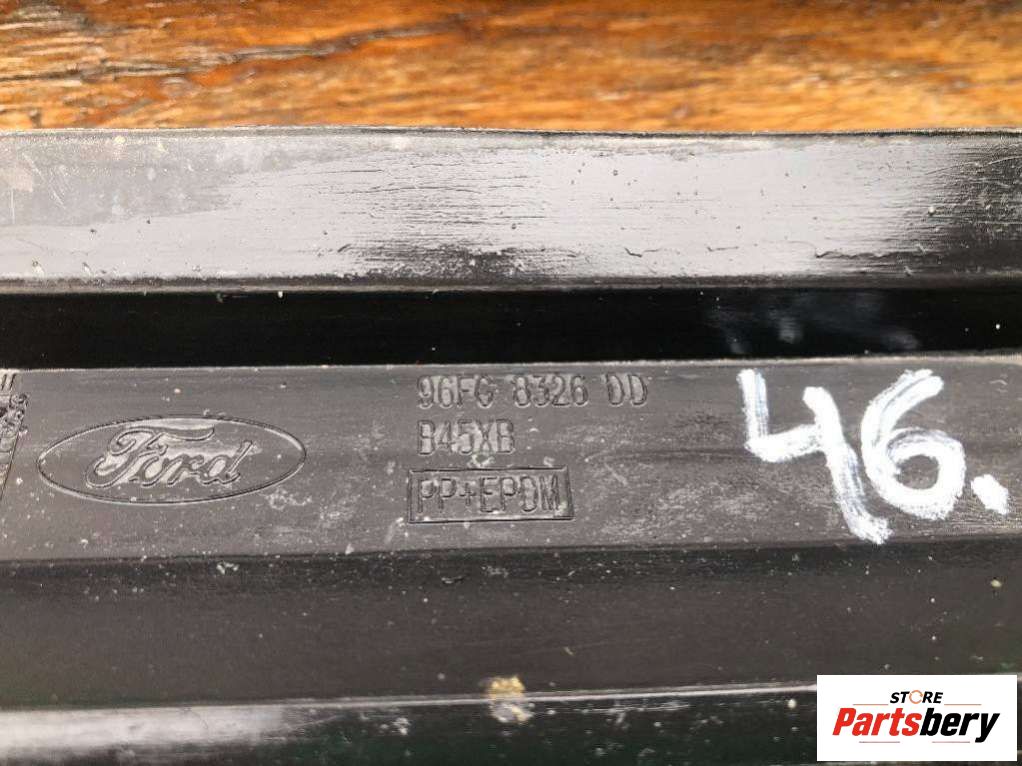 96FG 8326 DD
B45XB
PP+EPDM
Ford
46.
STORE
Partsbery